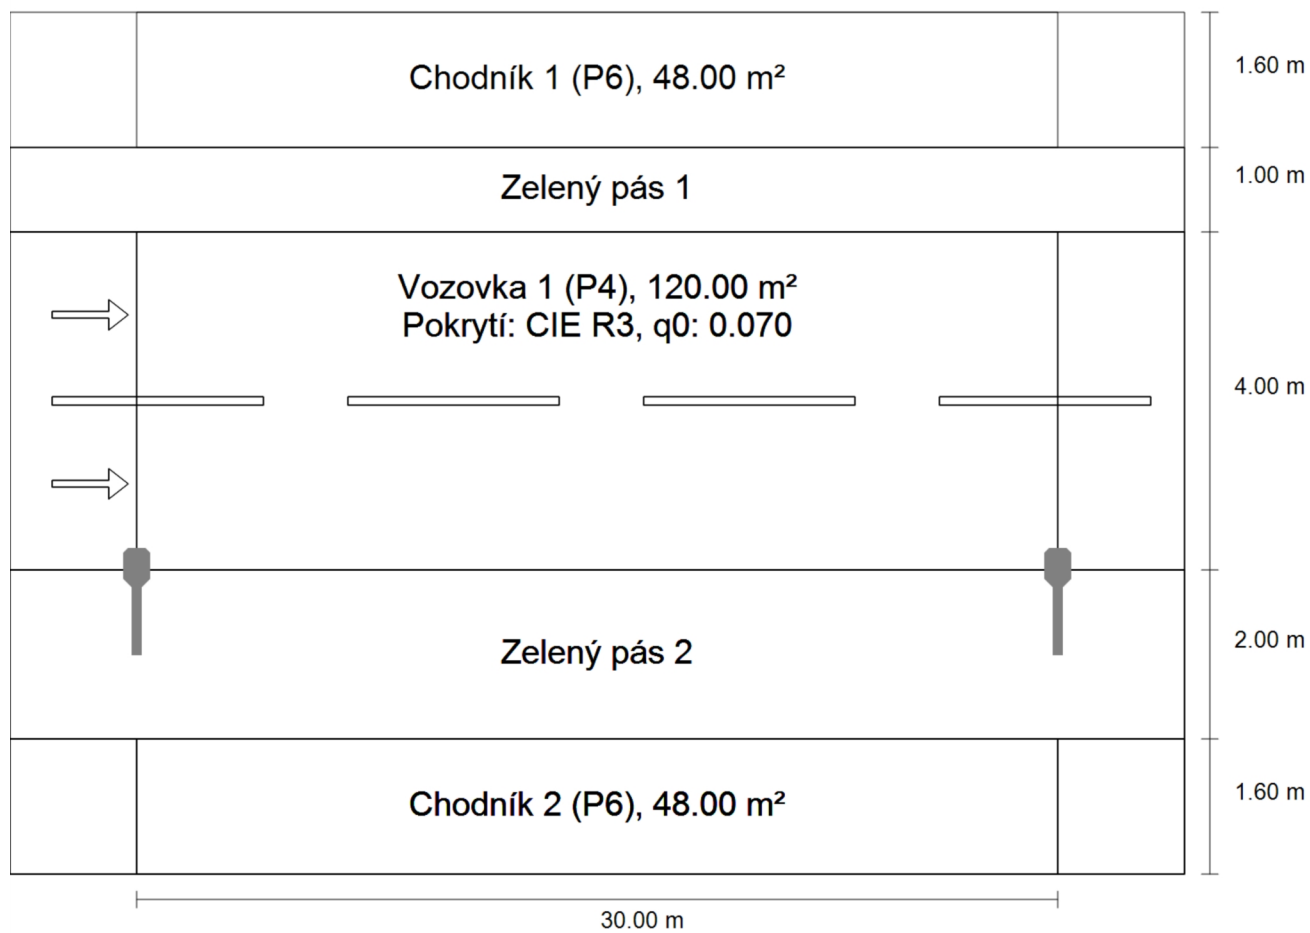 Chodník 1 (P6), 48.00 m²
1.60 m
Zelený pás 1
1.00 m
Vozovka 1 (P4), 120.00 m²
Pokrytí: CIE R3, q0: 0.070
4.00 m
Zelený pás 2
2.00 m
Chodník 2 (P6), 48.00 m²
1.60 m
30.00 m